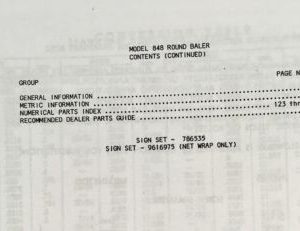 MODEL 848 ROUND BALER
CONTENTS (CONTINUED)
GROUP
PAGE N
GENERAL INFORMATION
METRIC INFORMATION
NUMERICAL PARTS INDEX 123 thr
RECOMMENDED DEALER PARTS GUIDE
SIGN SET - 786535
SIGN SET - 9616975 (NET WRAP ONLY)